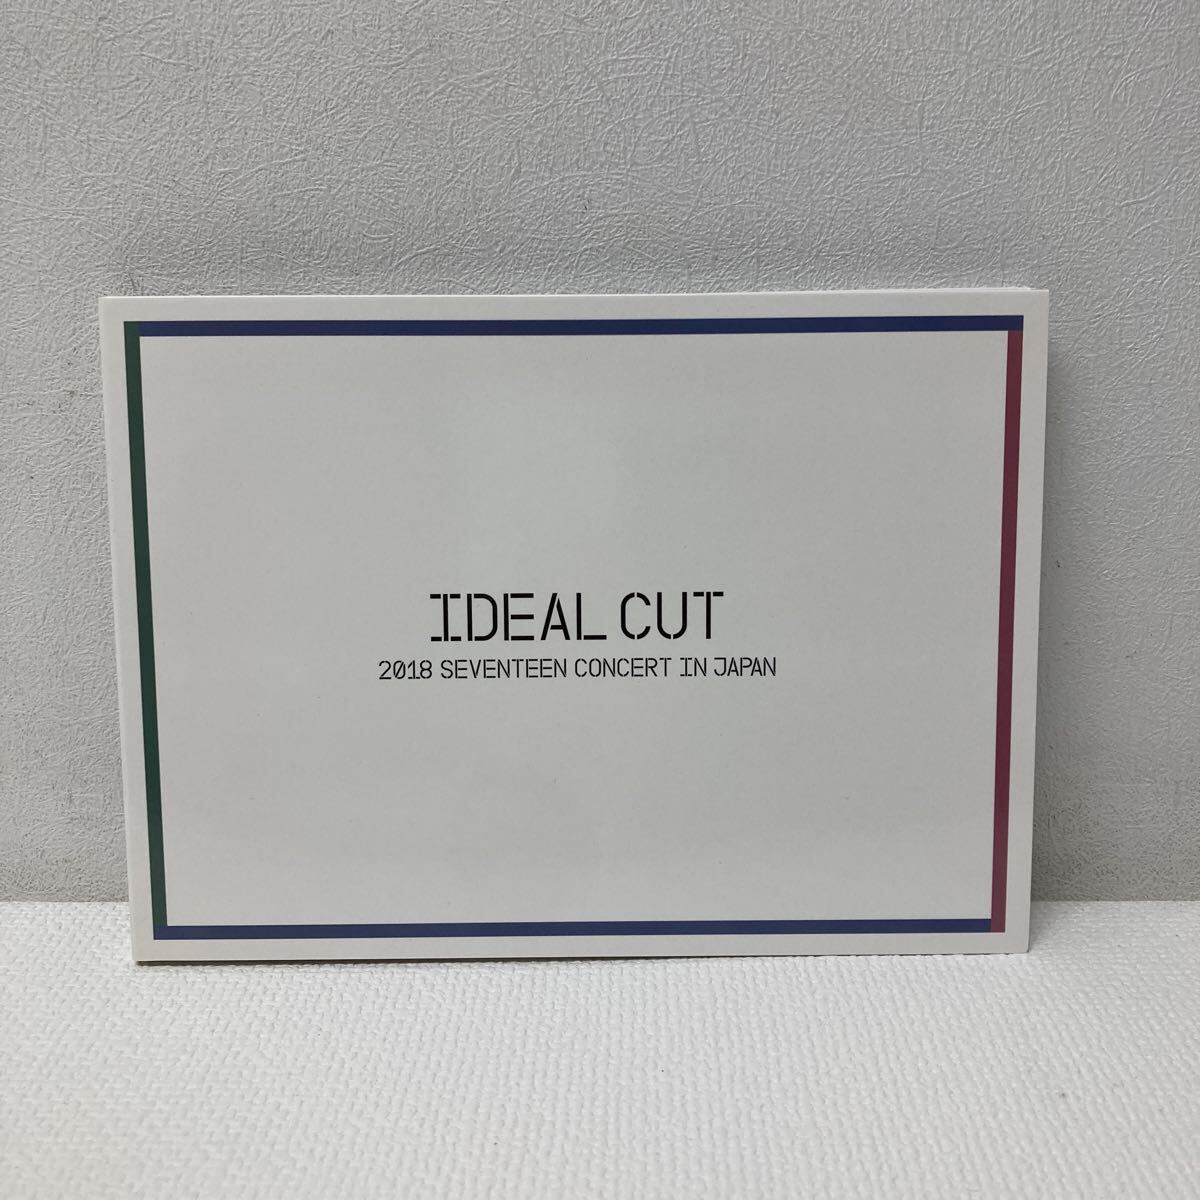 IDEAL CUT
2018 SEVENTEEN CONCERT IN JAPAN